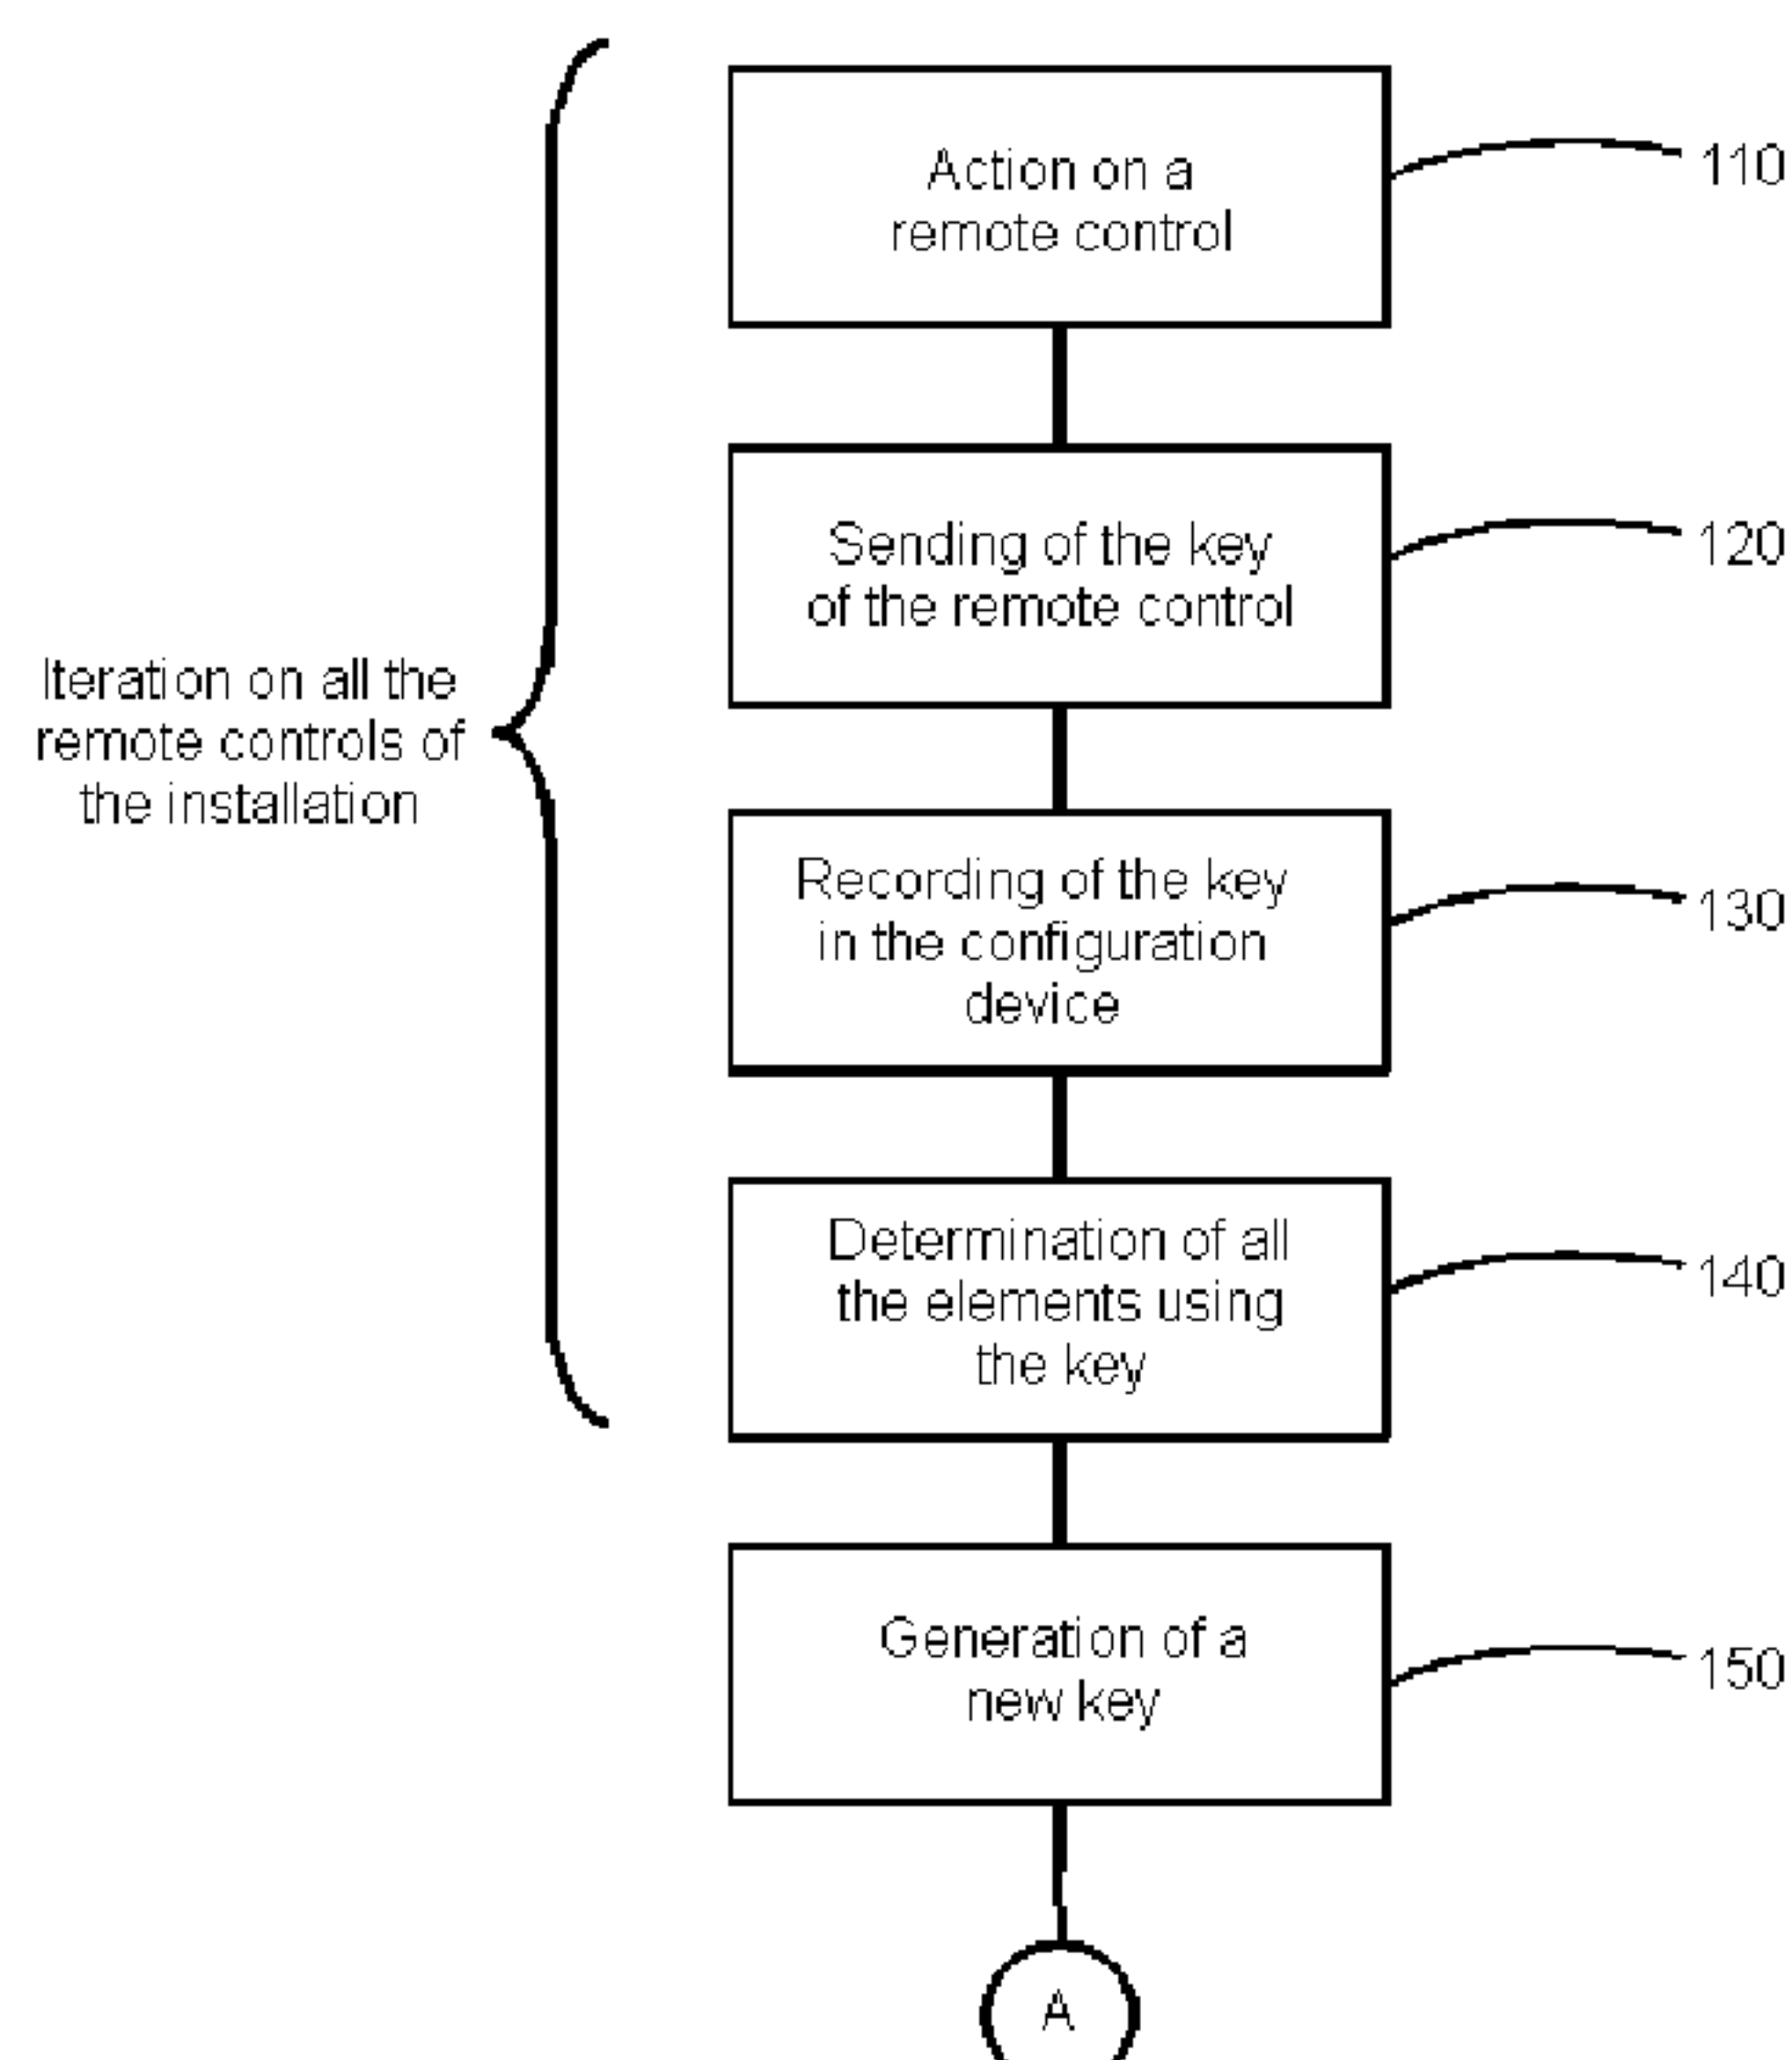 Action on a
remote control
110
Sending of the key
of the remote control
120
Iteration on all the
remote controls of
the installation
Recording of the key
in the configuration
device
130
Determination of all
the elements using
the key
140
Generation of a
new key
150
A